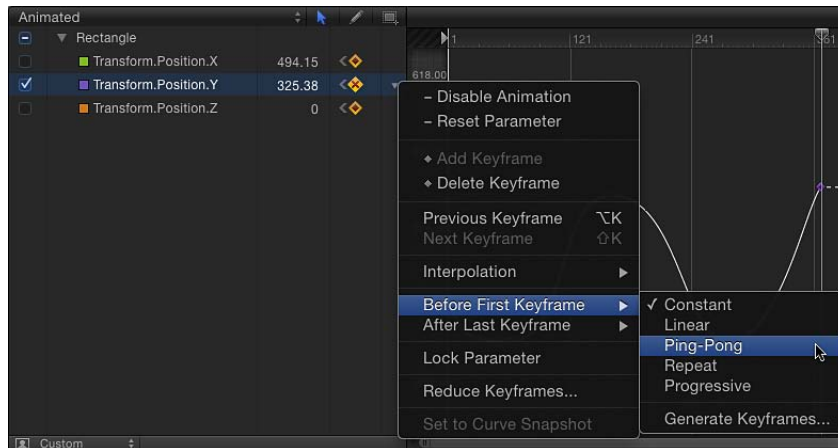 Animated
1 121 241 361
Rectangle
Transform.Position.X 494.15
618.00
Transform.Position.Y 325.38
Transform.Position.Z 0
– Disable Animation
– Reset Parameter
Add Keyframe
Delete Keyframe
Previous Keyframe ⌥K
Next Keyframe ⇧K
Interpolation
Before First Keyframe
After Last Keyframe
Lock Parameter
Reduce Keyframes...
Set to Curve Snapshot
✓ Constant
Linear
Ping-Pong
Repeat
Progressive
Generate Keyframes...
Custom